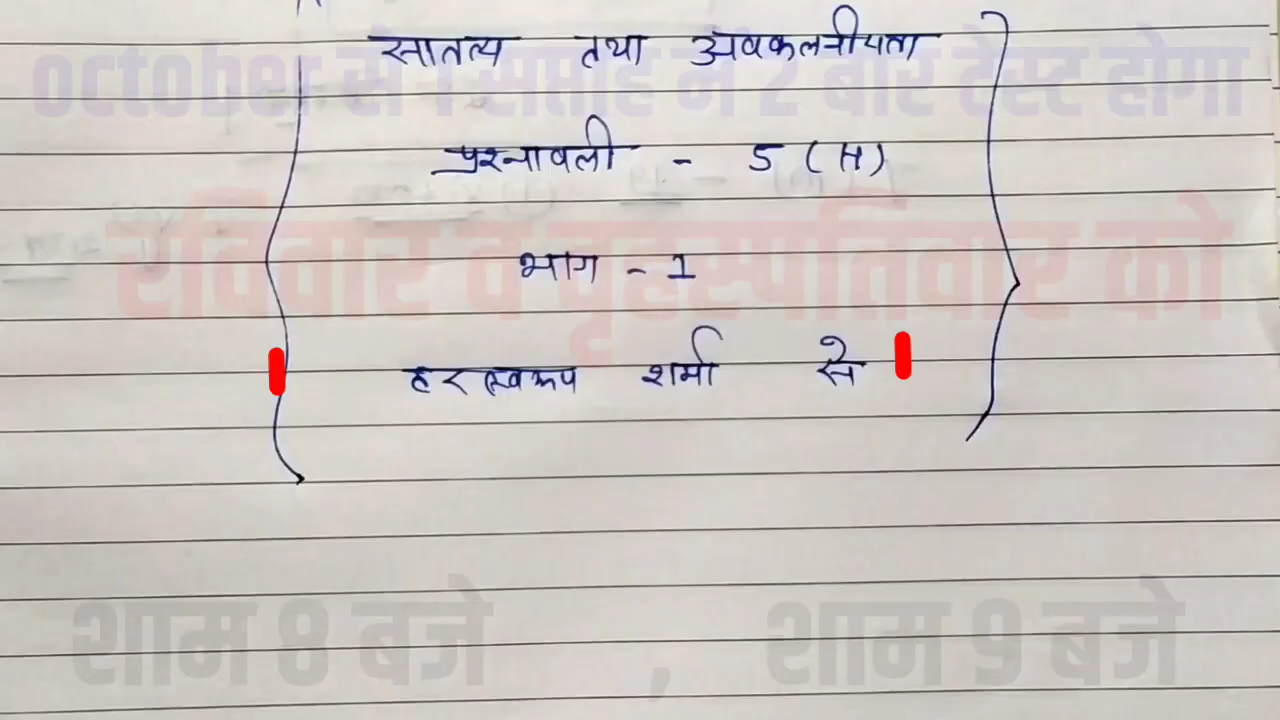 सातत्य तथा अवकलनीयता
october से 1 सप्ताह में 2 बार टेस्ट होगा
प्रश्नावली - 5 (H)
रविवार व वृहस्पतिवार को
भाग - 1
हर स्वरूप शर्मा से
शाम 8 बजे , शाम 9 बजे